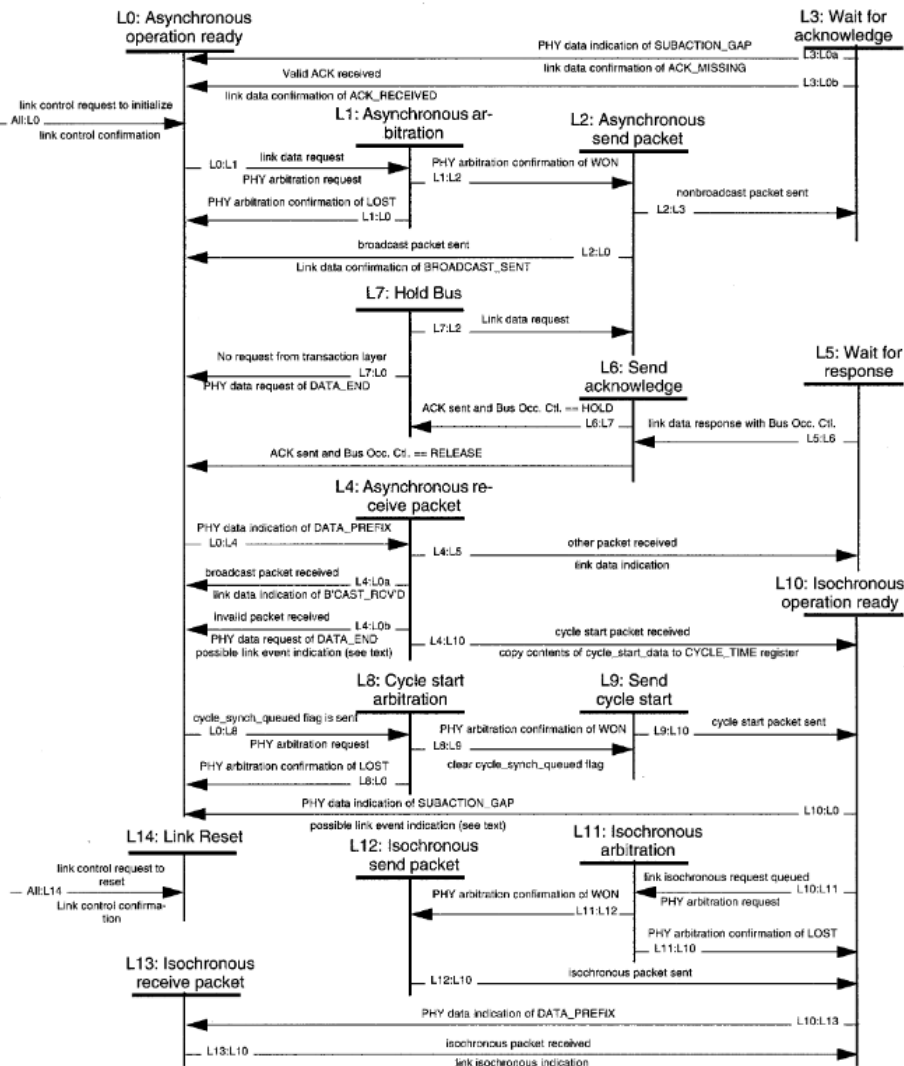 L0: Asynchronous
operation ready
L3: Wait for
acknowledge
PHY data indication of SUBACTION_GAP
L3:L0a
link data confirmation of ACK_MISSING
Valid ACK received
L3:L0b
link data confirmation of ACK_RECEIVED
link control request to initialize
All:L0
link control confirmation
L1: Asynchronous ar-
bitration
L2: Asynchronous
send packet
link data request
L0:L1
PHY arbitration request
PHY arbitration confirmation of WON
L1:L2
nonbroadcast packet sent
L2:L3
PHY arbitration confirmation of LOST
L1:L0
broadcast packet sent
L2:L0
Link data confirmation of BROADCAST_SENT
L7: Hold Bus
L7:L2
Link data request
No request from transaction layer
L7:L0
PHY data request of DATA_END
L6: Send
acknowledge
L5: Wait for
response
ACK sent and Bus Occ. Ctl. == HOLD
L6:L7
link data response with Bus Occ. Ctl.
L5:L6
ACK sent and Bus Occ. Ctl. == RELEASE
L4: Asynchronous re-
ceive packet
PHY data indication of DATA_PREFIX
L0:L4
other packet received
L4:L5
link data indication
broadcast packet received
L4:L0a
link data indication of B'CAST_RCV'D
L10: Isochronous
operation ready
invalid packet received
L4:L0b
PHY data request of DATA_END
possible link event indication (see text)
cycle start packet received
L4:L10
copy contents of cycle_start_data to CYCLE_TIME register
L8: Cycle start
arbitration
L9: Send
cycle start
cycle_synch_queued flag is sent
L0:L8
PHY arbitration request
PHY arbitration confirmation of WON
L8:L9
clear cycle_synch_queued flag
L9:L10
cycle start packet sent
PHY arbitration confirmation of LOST
L8:L0
PHY data indication of SUBACTION_GAP
L10:L0
possible link event indication (see text)
L14: Link Reset
L12: Isochronous
send packet
L11: Isochronous
arbitration
link control request to
reset
All:L14
Link control confirma-
tion
link isochronous request queued
L10:L11
PHY arbitration request
PHY arbitration confirmation of WON
L11:L12
PHY arbitration confirmation of LOST
L11:L10
L13: Isochronous
receive packet
L12:L10
isochronous packet sent
PHY data indication of DATA_PREFIX
L10:L13
isochronous packet received
L13:L10
link isochronous indication